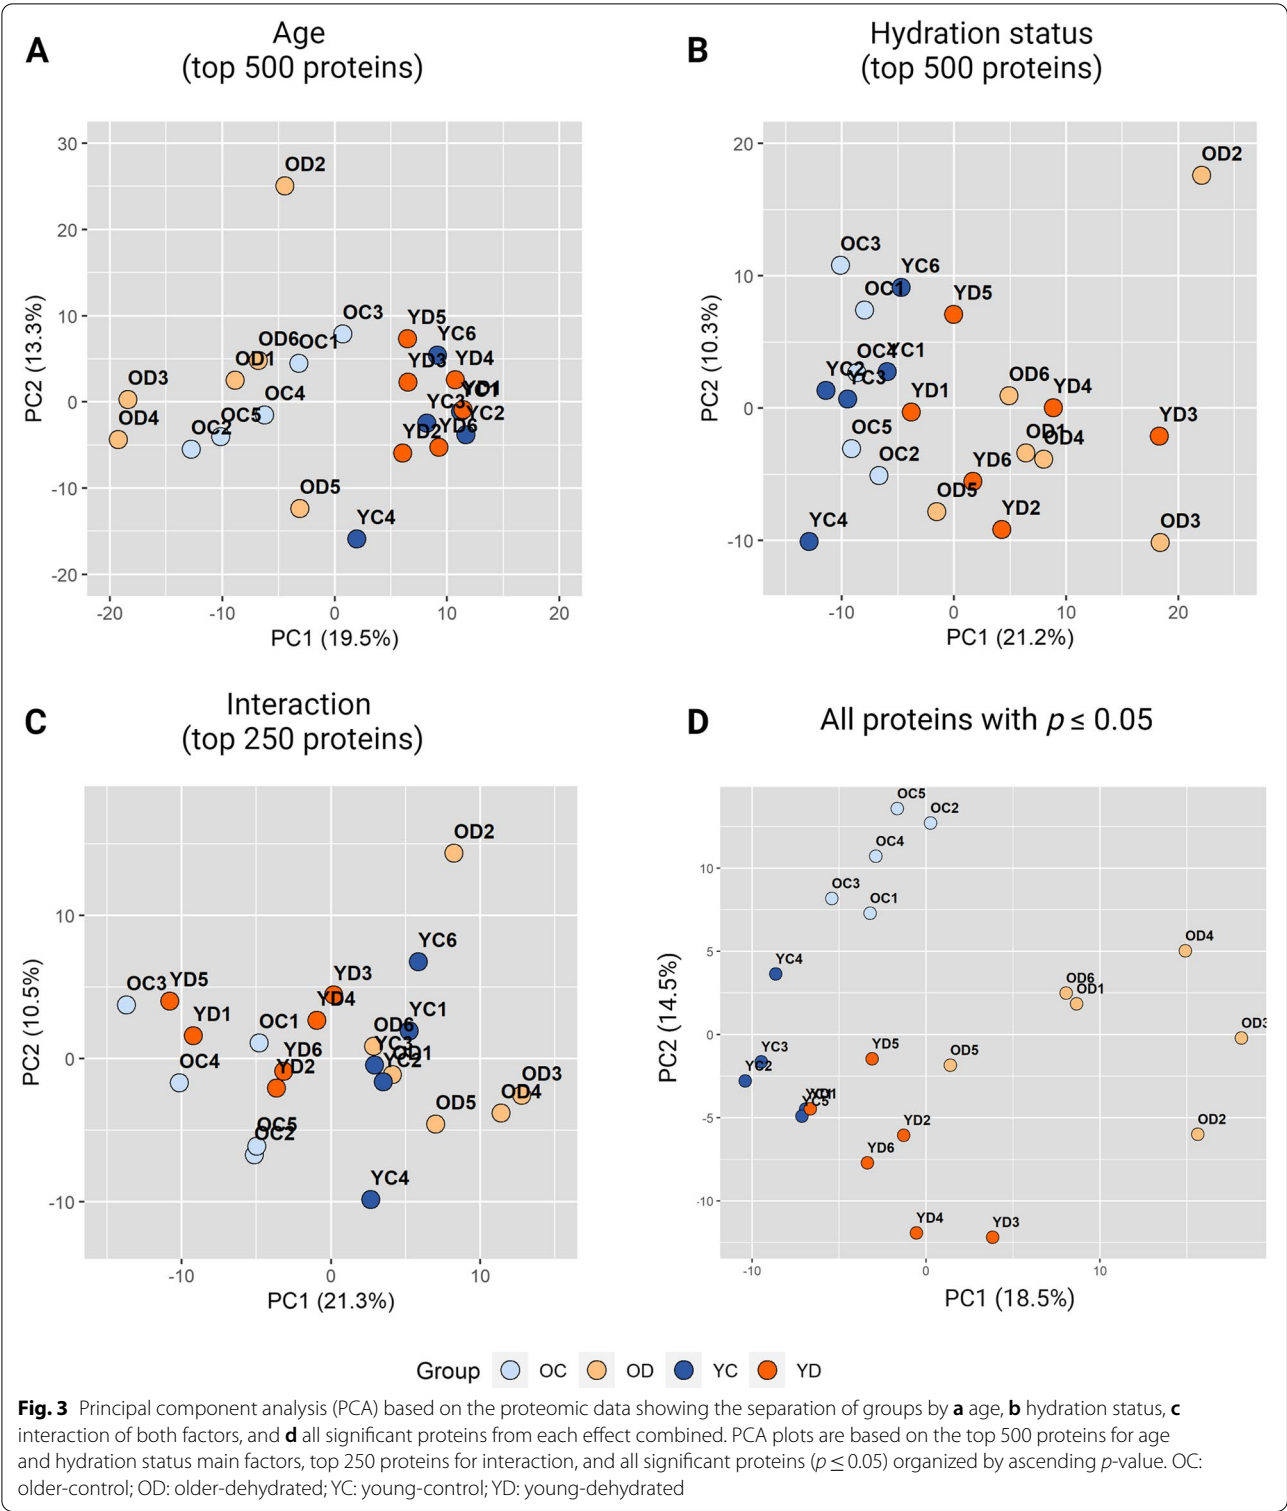 A
Age
(top 500 proteins)
30
20
10
0
-10
-20
-20
-10
0
10
20
PC2 (13.3%)
PC1 (19.5%)
OD2
OC3
YD5
YC6
OD6
OC1
OD1
YD3
YD4
OD3
YD1
OC4
YC3
YC2
OD4
OC5
OC2
YD2
YD6
OD5
YC4
B
Hydration status
(top 500 proteins)
20
10
0
-10
-10
0
10
20
PC2 (10.3%)
PC1 (21.2%)
OD2
OC3
YC6
OC1
YD5
OC4
YC1
YC2
YC3
OD6
YD4
YD1
YD3
OC5
OD1
OD4
OC2
YD6
OD5
YD2
YC4
OD3
C
Interaction
(top 250 proteins)
10
0
-10
-10
0
10
PC2 (10.5%)
PC1 (21.3%)
OD2
YC6
OC3
YD5
YD3
YD4
YD1
OC1
YC1
OD6
YC3
OD1
YD6
YC2
OC4
YD2
OD3
OD4
OD5
OC5
OC2
YC4
D
All proteins with p ≤ 0.05
10
5
0
-5
-10
-10
0
10
PC2 (14.5%)
PC1 (18.5%)
OC5
OC2
OC4
OC3
OC1
YC4
OD4
OD6
OD1
OD3
YC3
YC2
YD5
OD5
YD1
YC5
YD2
OD2
YD6
YD4
YD3
Group OC OD YC YD
Fig. 3 Principal component analysis (PCA) based on the proteomic data showing the separation of groups by a age, b hydration status, c
interaction of both factors, and d all significant proteins from each effect combined. PCA plots are based on the top 500 proteins for age
and hydration status main factors, top 250 proteins for interaction, and all significant proteins (p ≤ 0.05) organized by ascending p-value. OC:
older-control; OD: older-dehydrated; YC: young-control; YD: young-dehydrated